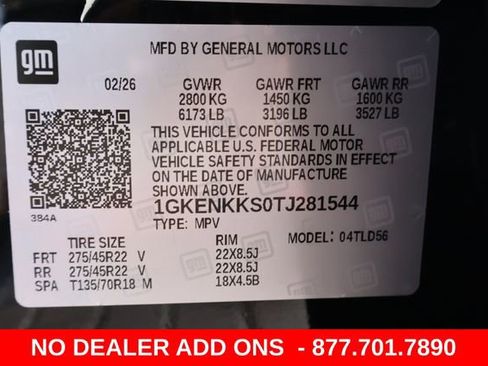 gm
MFD BY GENERAL MOTORS LLC
02/26 GVWR GAWR FRT GAWR RR
2800 KG 1450 KG 1600 KG
6173 LB 3196 LB 3527 LB
THIS VEHICLE CONFORMS TO ALL
APPLICABLE U.S. FEDERAL MOTOR
VEHICLE SAFETY STANDARDS IN EFFECT
ON THE DATE OF MANUFACTURE
SHOWN ABOVE.
3B4A
1GKENKKS0TJ281544
TYPE: MPV MODEL: 04TLD56
TIRE SIZE RIM
FRT 275/45R22 V 22X8.5J
RR 275/45R22 V 22X8.5J
SPA T135/70R18 M 18X4.5B
NO DEALER ADD ONS - 877.701.7890